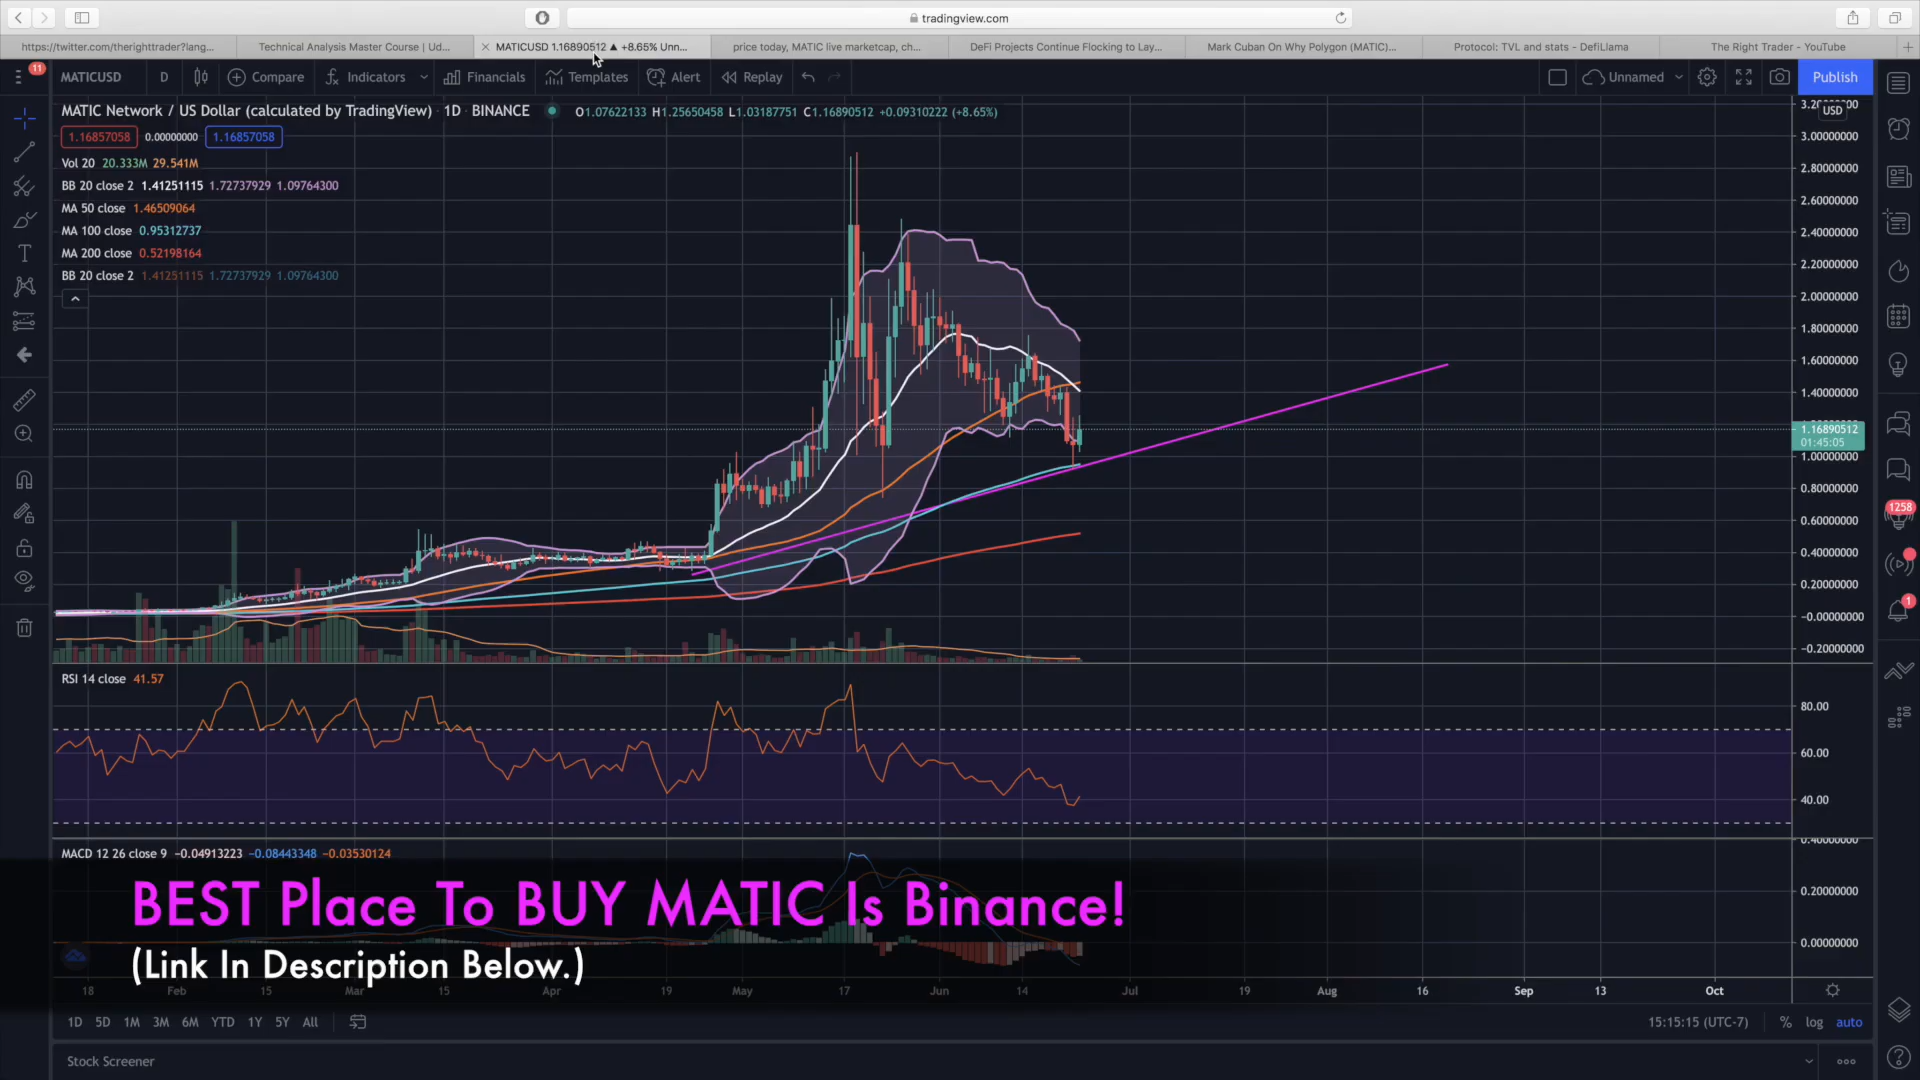 tradingview.com
https://twitter.com/therighttrader?lang...
Technical Analysis Master Course | Ud...
MATICUSD 1.16890512 ▲ +8.65% Unn...
price today, MATIC live marketcap, ch...
DeFi Projects Continue Flocking to Lay...
Mark Cuban On Why Polygon (MATIC)...
Protocol: TVL and stats - DefiLlama
The Right Trader - YouTube
11
MATICUSD D Compare Indicators Financials Templates Alert Replay Unnamed Publish
MATIC Network / US Dollar (calculated by TradingView) · 1D · BINANCE O1.07622133 H1.25650458 L1.03187751 C1.16890512 +0.09310222 (+8.65%)
1.16857058 0.00000000 1.16857058
Vol 20 20.333M 29.541M
BB 20 close 2 1.41251115 1.72737929 1.09764300
MA 50 close 1.46509064
MA 100 close 0.95312737
MA 200 close 0.52198164
BB 20 close 2 1.41251115 1.72737929 1.09764300
USD
3.00000000
2.80000000
2.60000000
2.40000000
2.20000000
2.00000000
1.80000000
1.60000000
1.40000000
1.16890512
01:45:05
1.00000000
0.80000000
0.60000000
0.40000000
0.20000000
−0.00000000
−0.20000000
1258
1
RSI 14 close 41.57
80.00
60.00
40.00
MACD 12 26 close 9 −0.04913223 −0.08443348 −0.03530124
0.40000000
0.20000000
0.00000000
BEST Place To BUY MATIC Is Binance!
(Link In Description Below.)
18 Feb 15 Mar 15 Apr 19 May 17 Jun 14 Jul 19 Aug 16 Sep 13 Oct
1D 5D 1M 3M 6M YTD 1Y 5Y All
15:15:15 (UTC-7) % log auto
Stock Screener